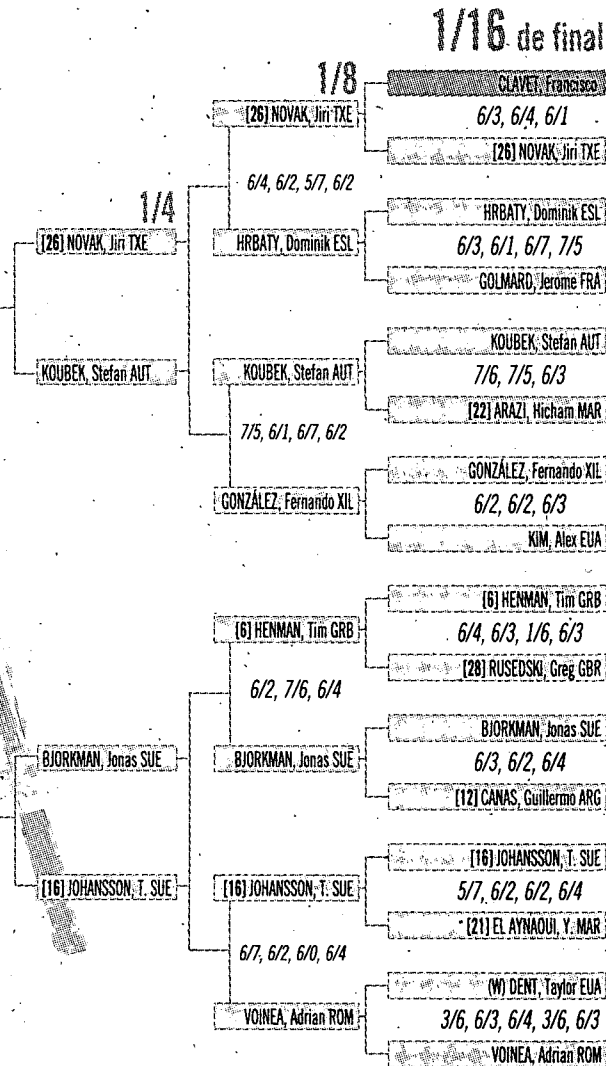 1/16 de final
CLAVET, Francisco
6/3, 6/4, 6/1
[26] NOVAK, Jiri TXE
HRBATY, Dominik ESL
6/3, 6/1, 6/7, 7/5
GOLMARD, Jerome FRA
KOUBEK, Stefan AUT
7/6, 7/5, 6/3
[22] ARAZI, Hicham MAR
GONZÁLEZ, Fernando XIL
6/2, 6/2, 6/3
KIM, Alex EUA
[6] HENMAN, Tim GRB
6/4, 6/3, 1/6, 6/3
[28] RUSEDSKI, Greg GBR
BJORKMAN, Jonas SUE
6/3, 6/2, 6/4
[12] CANAS, Guillermo ARG
[16] JOHANSSON, T. SUE
5/7, 6/2, 6/2, 6/4
[21] EL AYNAOUI, Y. MAR
(W) DENT, Taylor EUA
3/6, 6/3, 6/4, 3/6, 6/3
VOINEA, Adrian ROM
1/8
[26] NOVAK, Jiri TXE
6/4, 6/2, 5/7, 6/2
HRBATY, Dominik ESL
KOUBEK, Stefan AUT
7/5, 6/1, 6/7, 6/2
GONZÁLEZ, Fernando XIL
[6] HENMAN, Tim GRB
6/2, 7/6, 6/4
BJORKMAN, Jonas SUE
[16] JOHANSSON, T. SUE
6/7, 6/2, 6/0, 6/4
VOINEA, Adrian ROM
1/4
[26] NOVAK, Jiri TXE
KOUBEK, Stefan AUT
BJORKMAN, Jonas SUE
[16] JOHANSSON, T. SUE